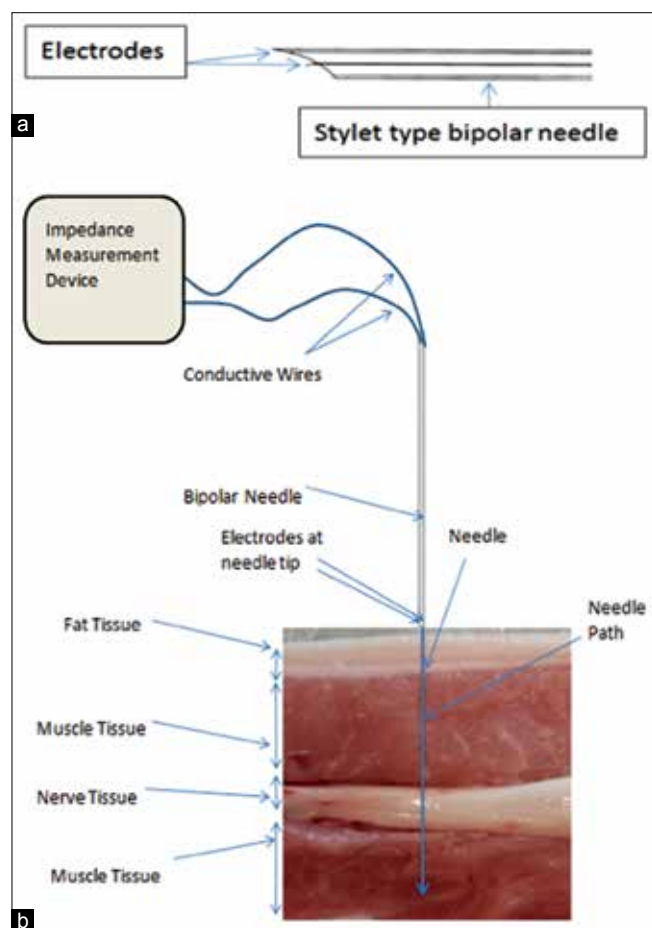 Electrodes
Stylet type bipolar needle
a
Impedance
Measurement
Device
Conductive Wires
Bipolar Needle
Electrodes at
needle tip
Needle
Needle
Path
Fat Tissue
Muscle Tissue
Nerve Tissue
Muscle Tissue
b